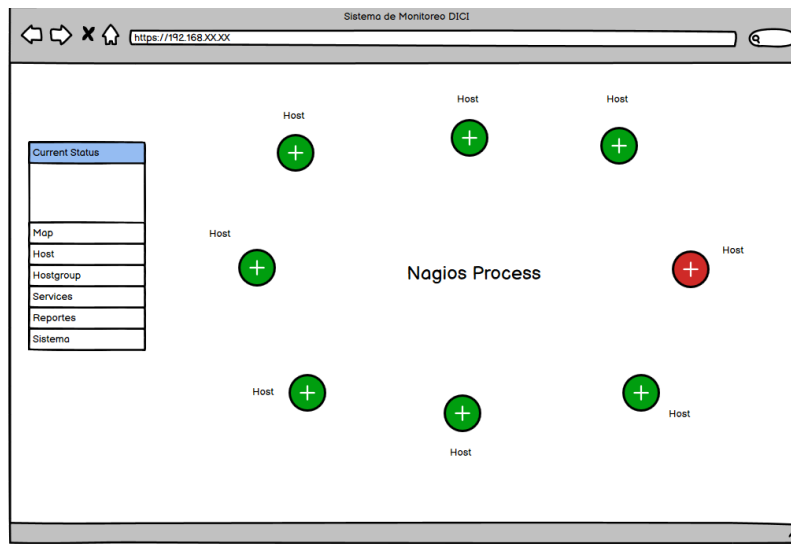 Sistema de Monitoreo DICI
https://192.168.XX.XX
Host
Host
Host
Current Status
Map
Host
Hostgroup
Services
Reportes
Sistema
Host
Host
Nagios Process
Host
Host
Host